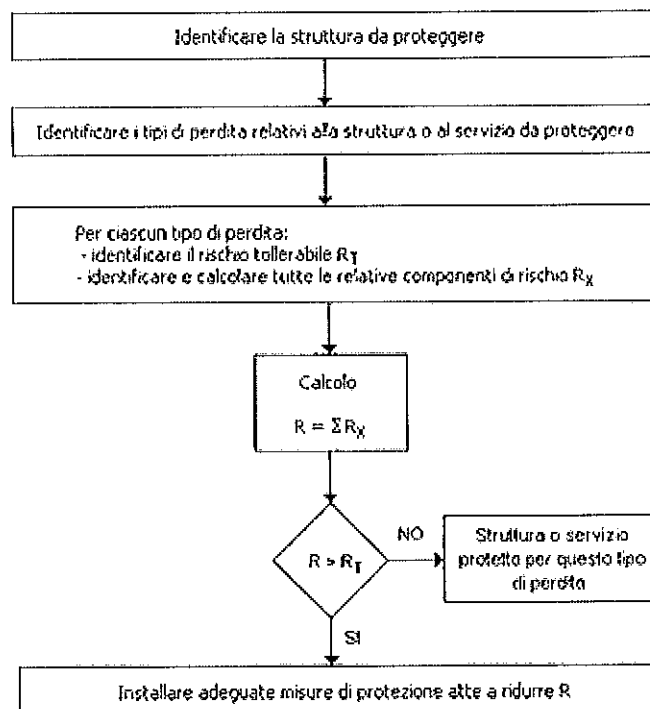 Identificare la struttura da proteggere
Identificare i tipi di perdita relativi alla struttura o al servizio da proteggere
Per ciascun tipo di perdita:
- identificare il rischio tollerabile RT
- identificare e calcolare tutte le relative componenti di rischio RX
Calcolo
R = ΣRX
R > RT
NO
Struttura o servizio
protetta per questo tipo
di perdita
SI
Installare adeguate misure di protezione atte a ridurre R